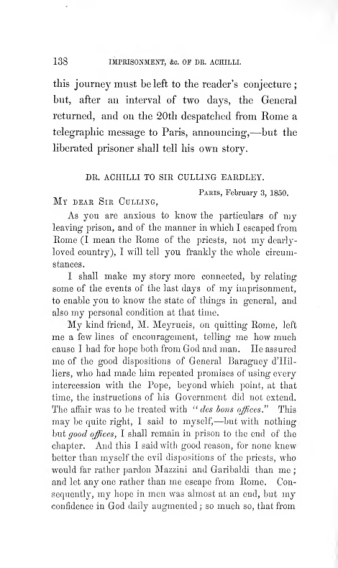 138 IMPRISONMENT, &c. OF DR. ACHILLI.
this journey must be left to the reader's conjecture ;
but, after an interval of two days, the General
returned, and on the 20th despatched from Rome a
telegraphic message to Paris, announcing,—but the
liberated prisoner shall tell his own story.
DR. ACHILLI TO SIR CULLING EARDLEY.
PARIS, February 3, 1850.
MY DEAR SIR CULLING,
As you are anxious to know the particulars of my
leaving prison, and of the manner in which I escaped from
Rome (I mean the Rome of the priests, not my dearly-
loved country), I will tell you frankly the whole circum-
stances.
I shall make my story more connected, by relating
some of the events of the last days of my imprisonment,
to enable you to know the state of things in general, and
also my personal condition at that time.
My kind friend, M. Meyrueis, on quitting Rome, left
me a few lines of encouragement, telling me how much
cause I had for hope both from God and man. He assured
me of the good dispositions of General Baraguey d'Hil-
liers, who had made him repeated promises of using every
intercession with the Pope, beyond which point, at that
time, the instructions of his Government did not extend.
The affair was to be treated with "des bons offices." This
may be quite right, I said to myself,—but with nothing
but good offices, I shall remain in prison to the end of the
chapter. And this I said with good reason, for none knew
better than myself the evil dispositions of the priests, who
would far rather pardon Mazzini and Garibaldi than me ;
and let any one rather than me escape from Rome. Con-
sequently, my hope in men was almost at an end, but my
confidence in God daily augmented ; so much so, that from